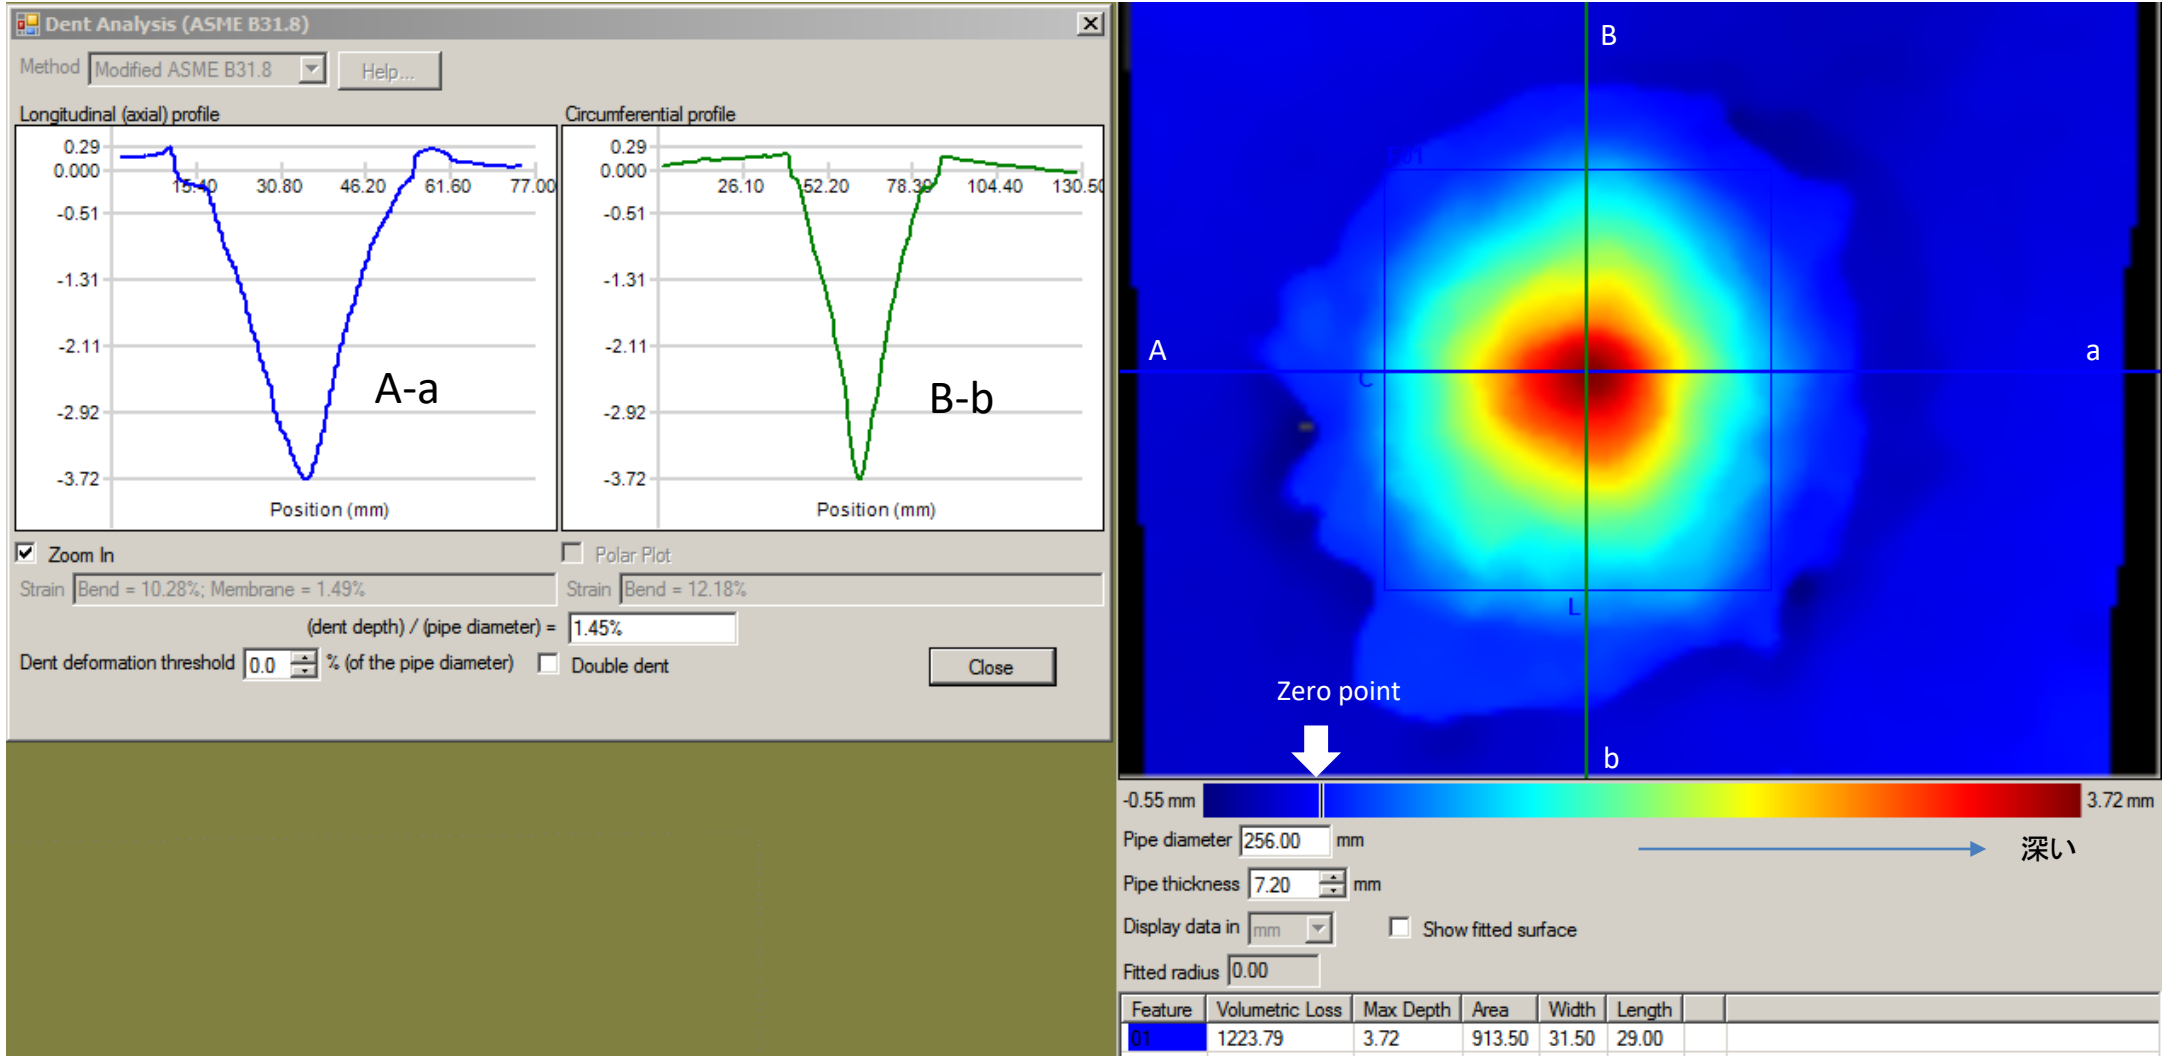 Dent Analysis (ASME B31.8)
Method Modified ASME B31.8 Help...
Longitudinal (axial) profile
0.29
0.000
-0.51
-1.31
-2.11
-2.92
-3.72
15.40 30.80 46.20 61.60 77.00
A-a
Position (mm)
Circumferential profile
0.29
0.000
-0.51
-1.31
-2.11
-2.92
-3.72
26.10 52.20 78.30 104.40 130.50
B-b
Position (mm)
Zoom In
Polar Plot
Strain Bend = 10.28%; Membrane = 1.49%
Strain Bend = 12.18%
(dent depth) / (pipe diameter) = 1.45%
Dent deformation threshold 0.0 % (of the pipe diameter) Double dent
Close
B
A
a
C
L
Zero point
b
-0.55 mm
3.72 mm
Pipe diameter 256.00 mm
深い
Pipe thickness 7.20 mm
Display data in mm Show fitted surface
Fitted radius 0.00
Feature Volumetric Loss Max Depth Area Width Length
01 1223.79 3.72 913.50 31.50 29.00